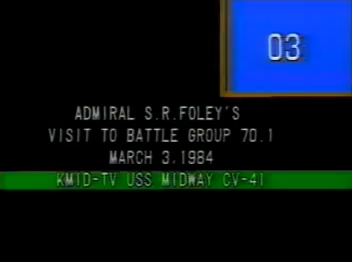 03
ADMIRAL S.R.FOLEY'S
VISIT TO BATTLE GROUP 70.1
MARCH 3.1984
KMID-TV USS MIDWAY CV-41